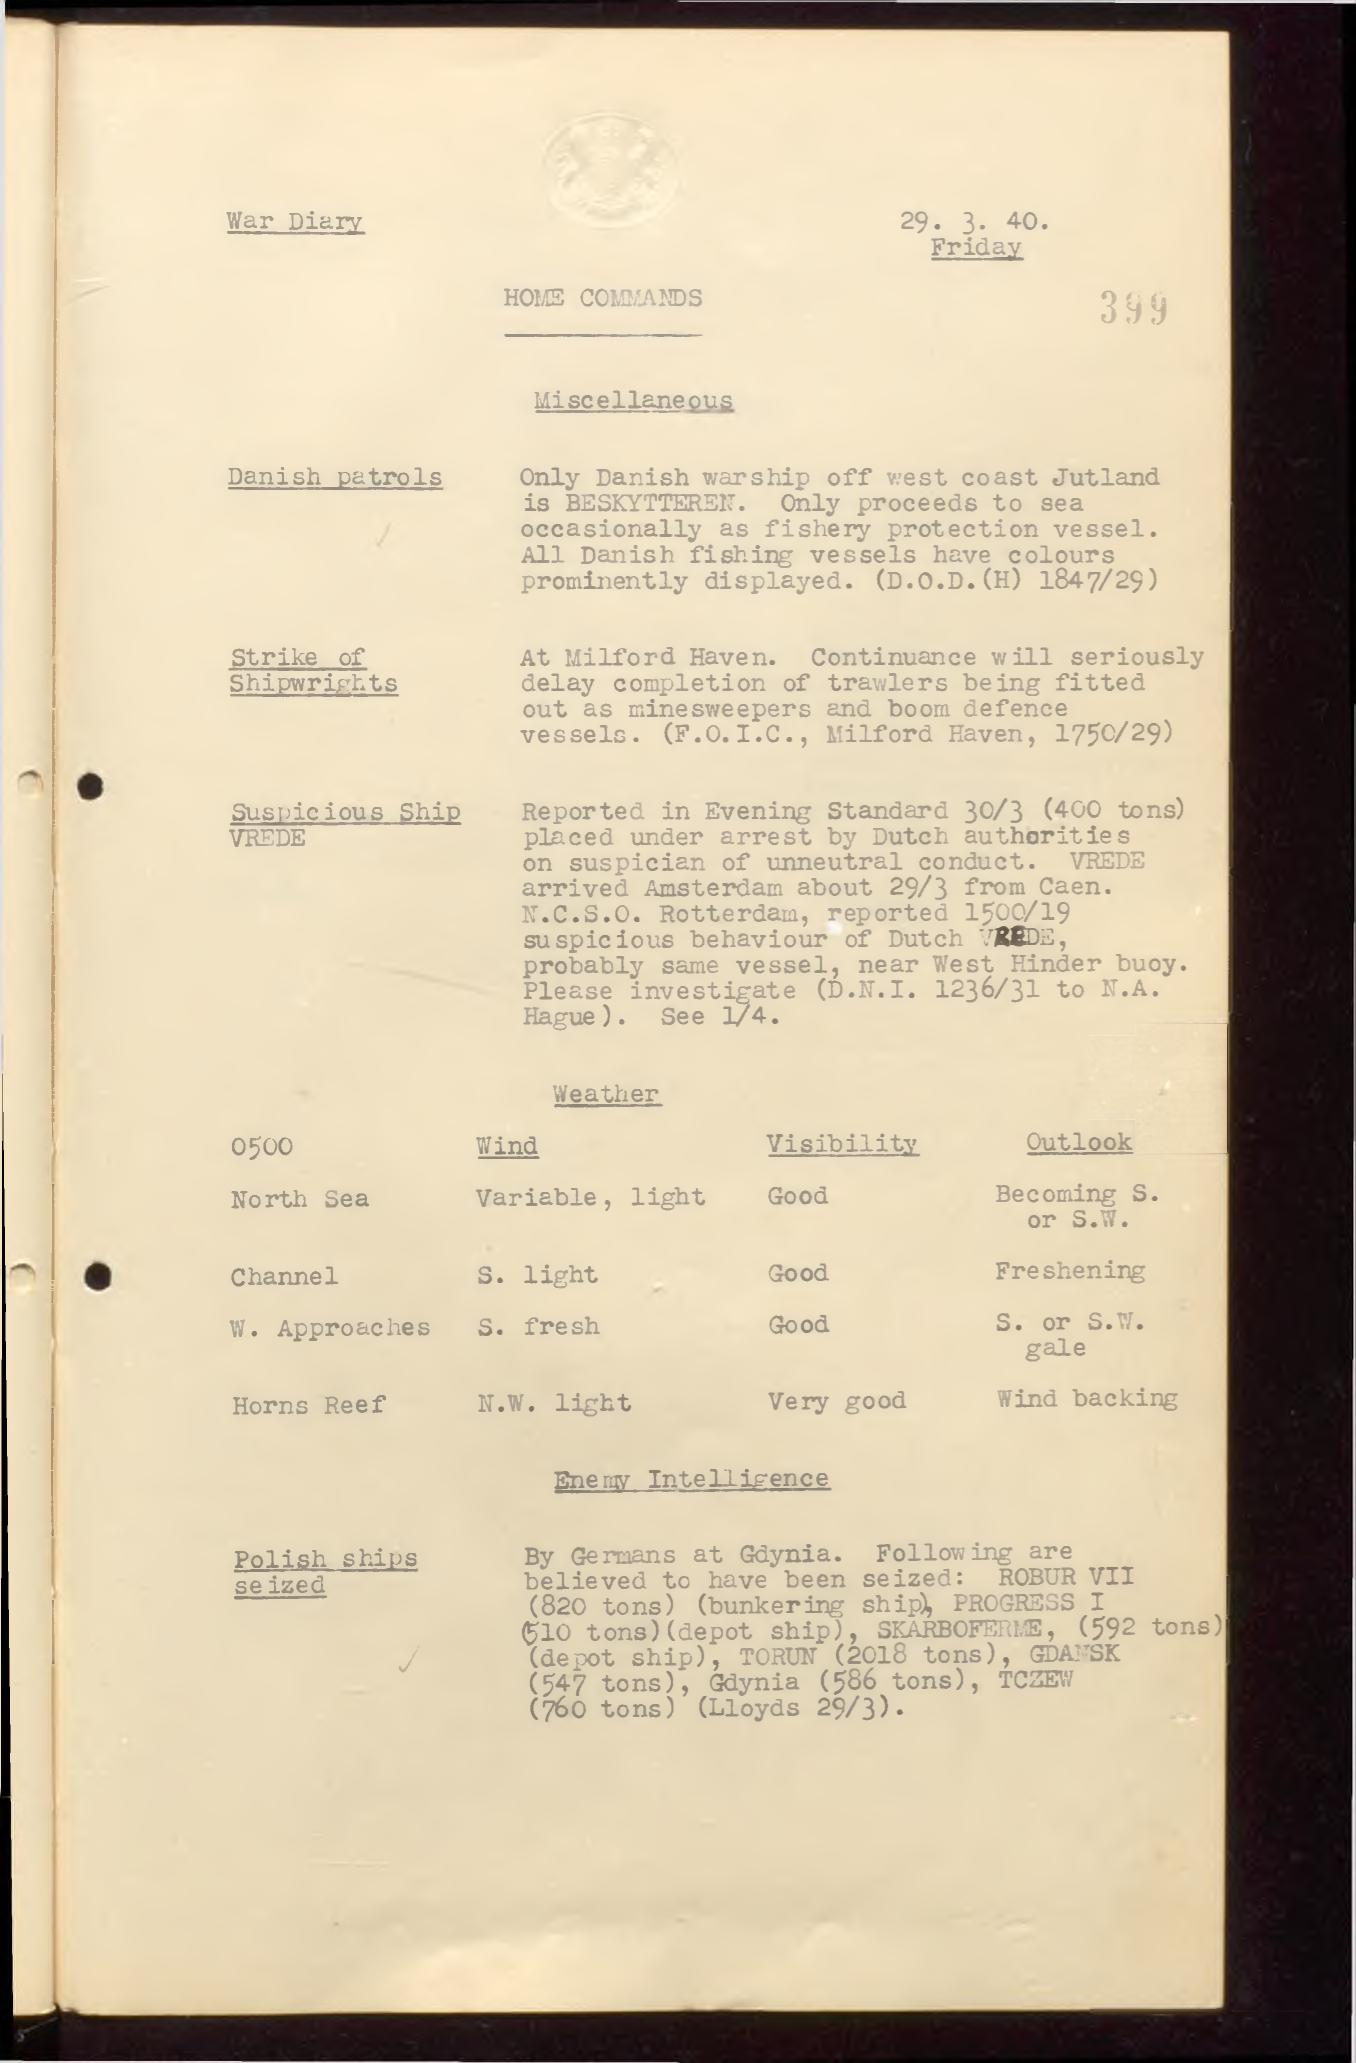 War Diary
29. 3. 40.
Friday
HOME COMMANDS
399
Miscellaneous
Danish patrols
Only Danish warship off west coast Jutland
is BESKYTTEREN. Only proceeds to sea
occasionally as fishery protection vessel.
All Danish fishing vessels have colours
prominently displayed. (D.O.D.(H) 1847/29)
Strike of
Shipwrights
At Milford Haven. Continuance will seriously
delay completion of trawlers being fitted
out as minesweepers and boom defence
vessels. (F.O.I.C., Milford Haven, 1750/29)
Suspicious Ship
VREDE
Reported in Evening Standard 30/3 (400 tons)
placed under arrest by Dutch authorities
on suspician of unneutral conduct. VREDE
arrived Amsterdam about 29/3 from Caen.
N.C.S.O. Rotterdam, reported 1500/19
suspicious behaviour of Dutch VREDE,
probably same vessel, near West Hinder buoy.
Please investigate (D.N.I. 1236/31 to N.A.
Hague). See 1/4.
Weather
0500 Wind Visibility Outlook
North Sea Variable, light Good Becoming S.
or S.W.
Channel S. light Good Freshening
W. Approaches S. fresh Good S. or S.W.
gale
Horns Reef N.W. light Very good Wind backing
Enemy Intelligence
Polish ships
seized
By Germans at Gdynia. Following are
believed to have been seized: ROBUR VII
(820 tons) (bunkering ship), PROGRESS I
(510 tons)(depot ship), SKARBOFERME, (592 tons)
(depot ship), TORUN (2018 tons), GDANSK
(547 tons), Gdynia (586 tons), TCZEW
(760 tons) (Lloyds 29/3).